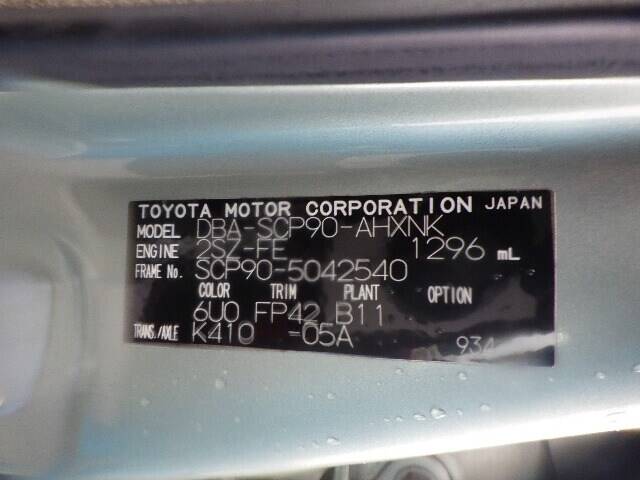 TOYOTA MOTOR CORPORATION JAPAN
MODEL DBA-SCP90-AHXNK
ENGINE 2SZ-FE 1296 mL
FRAME No. SCP90-5042540
COLOR TRIM PLANT OPTION
6U0 FP42 B11
TRANS./AXLE K410 -05A
934